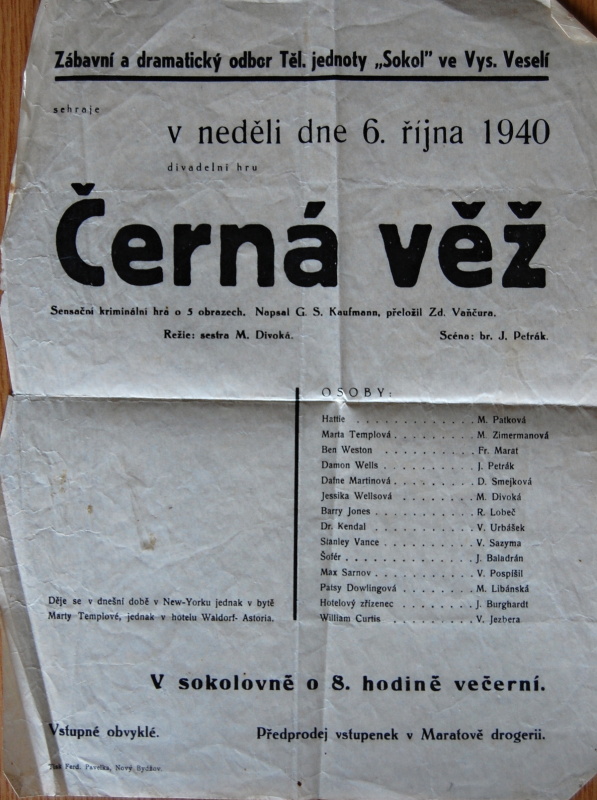 Zábavní a dramatický odbor Těl. jednoty „Sokol" ve Vys. Veselí
sehraje
v neděli dne 6. října 1940
divadelní hru
Černá věž
Sensační kriminální hra o 5 obrazech. Napsal G. S. Kaufmann, přeložil Zd. Vančura.
Režie: sestra M. Divoká. Scéna: br. J. Petrák.
OSOBY:
Hattie . . . . . . . . . . . . . M. Patková
Marta Templová . . . . . . . . . M. Zimermanová
Ben Weston . . . . . . . . . . Fr. Marat
Damon Wells . . . . . . . . . . J. Petrák
Dafne Martinová . . . . . . . . D. Smejková
Jessika Wellsová . . . . . . . . M. Divoká
Barry Jones . . . . . . . . . . R. Lobeč
Dr. Kendal . . . . . . . . . . . V. Urbášek
Stanley Vance . . . . . . . . . V. Sazyma
Šofér . . . . . . . . . . . . . J. Baladrán
Max Sarnov . . . . . . . . . . V. Pospíšil
Patsy Dowlingová . . . . . . . . M. Libánská
Hotelový zřízenec . . . . . . . J. Burghardt
William Curtis . . . . . . . . . V. Jezbera
Děje se v dnešní době v New-Yorku jednak v bytě
Marty Templové, jednak v hotelu Waldorf-Astoria.
V sokolovně o 8. hodině večerní.
Vstupné obvyklé. Předprodej vstupenek v Maratově drogerii.
Tisk Ferd. Pavelka, Nový Bydžov.